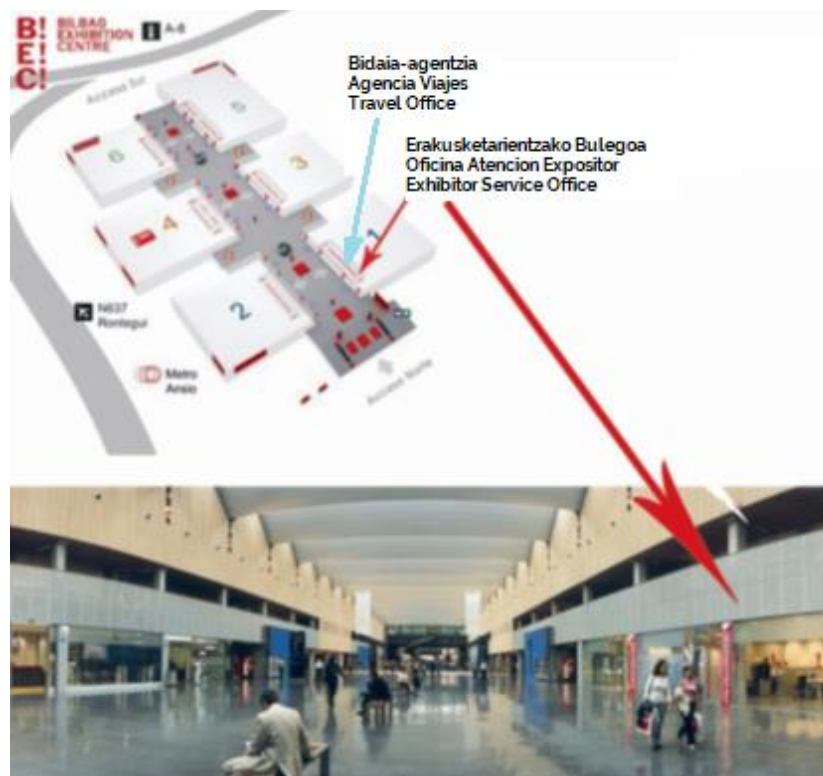 B! BILBAO
E! EXHIBITION
C! CENTRE
A-8
Acceso Sur
Bidaia-agentzia
Agencia Viajes
Travel Office
Erakusketarientzako Bulegoa
Oficina Atencion Expositor
Exhibitor Service Office
5
6
3
4
1
2
N637
Rontegui
Metro
Ansio
Acceso Norte